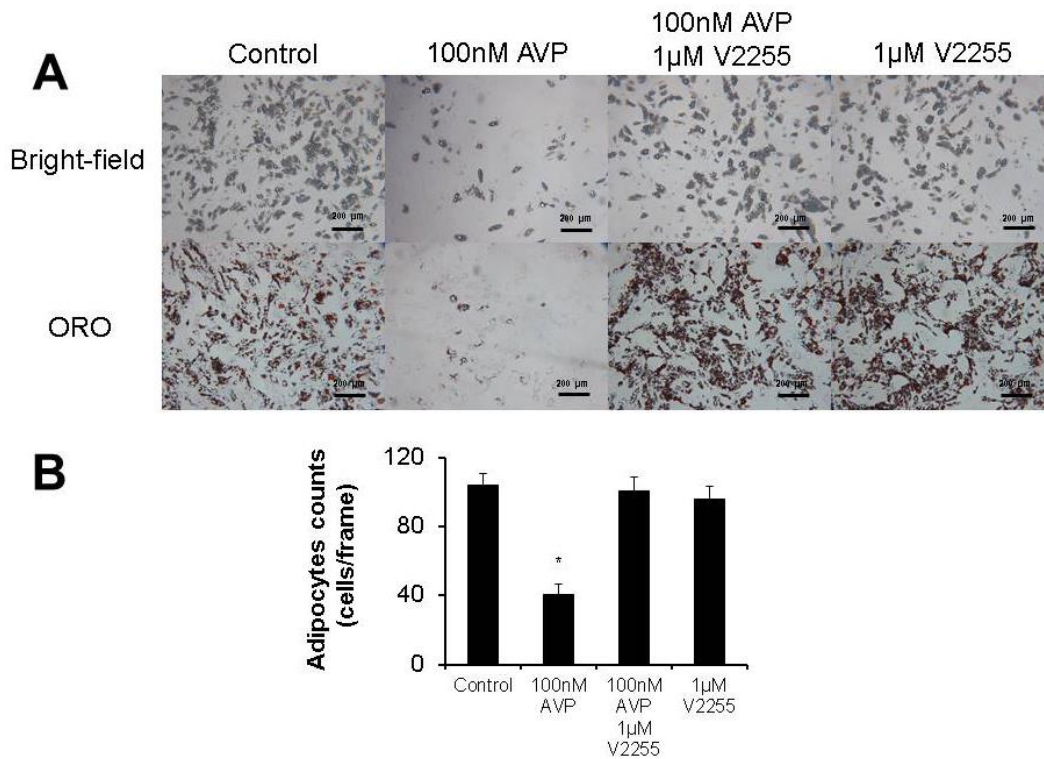 A
Control
100nM AVP
100nM AVP
1µM V2255
1µM V2255
Bright-field
200 µm
200 µm
200 µm
200 µm
ORO
200 µm
200 µm
200 µm
200 µm
B
Adipocytes counts
(cells/frame)
120
80
40
0
*
Control
100nM
AVP
100nM
AVP
1µM
V2255
1µM
V2255